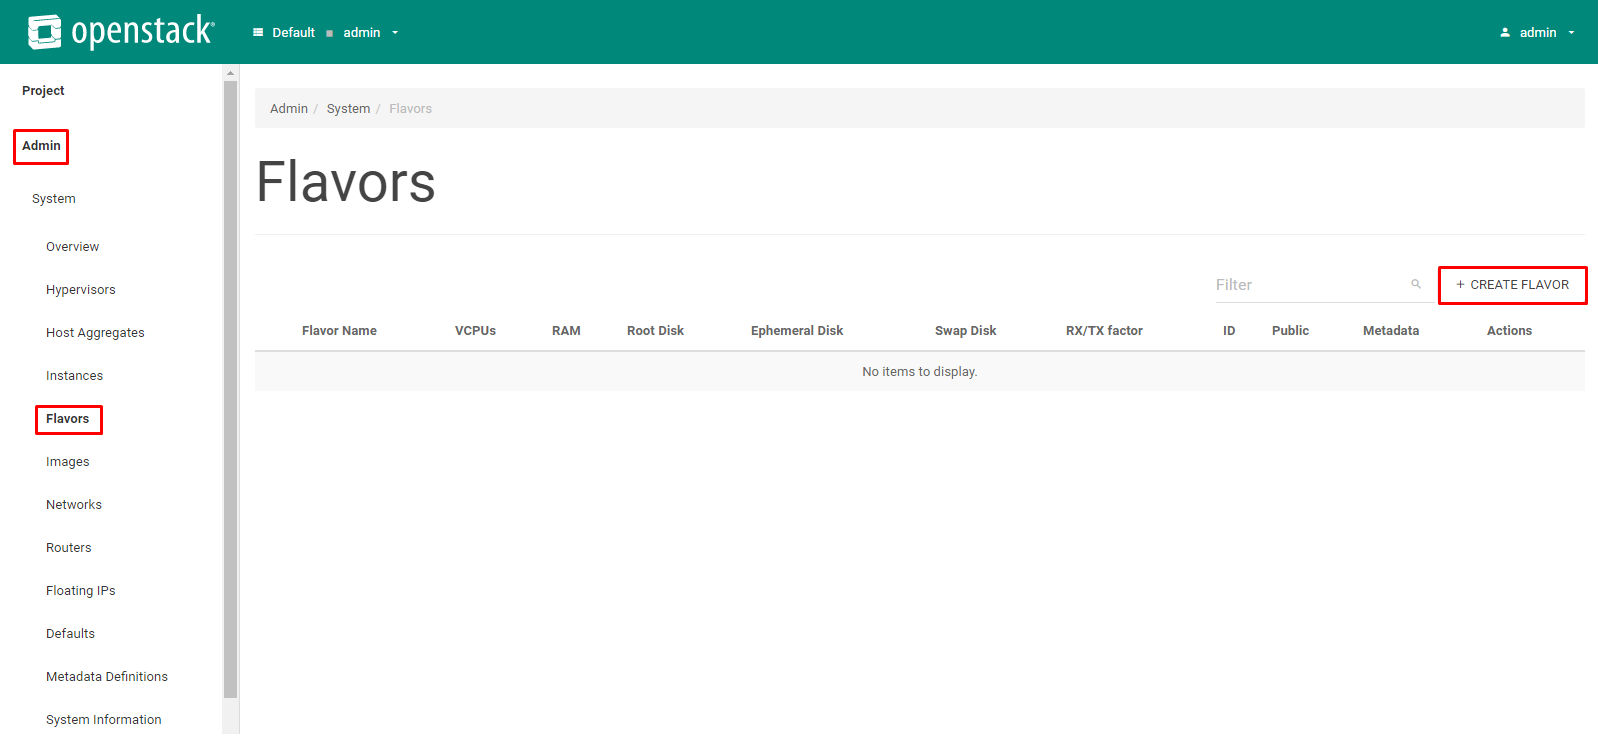 openstack Default admin admin
Project
Admin
System
Overview
Hypervisors
Host Aggregates
Instances
Flavors
Images
Networks
Routers
Floating IPs
Defaults
Metadata Definitions
System Information
Admin / System / Flavors
Flavors
Filter + CREATE FLAVOR
Flavor Name VCPUs RAM Root Disk Ephemeral Disk Swap Disk RX/TX factor ID Public Metadata Actions
No items to display.